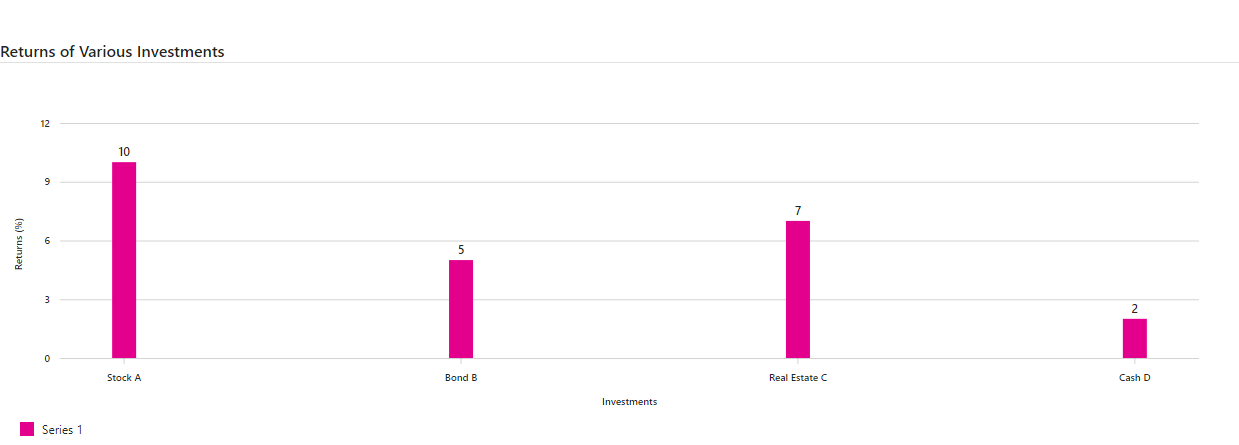 Returns of Various Investments
12
10
9
7
Returns (%)
6
5
3
2
0
Stock A Bond B Real Estate C Cash D
Investments
Series 1